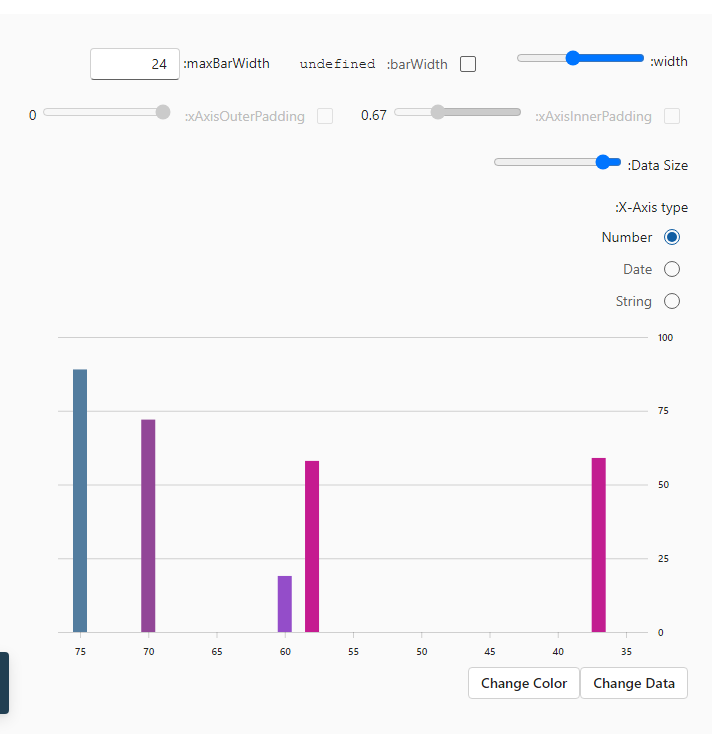 width:
barWidth: undefined
maxBarWidth: 24
xAxisInnerPadding: 0.67
xAxisOuterPadding: 0
Data Size:
X-Axis type:
Number
Date
String
100
75
50
25
0
75 70 65 60 55 50 45 40 35
Change Color Change Data